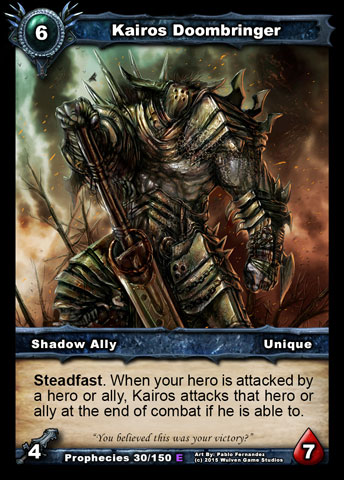 6
Kairos Doombringer
Shadow Ally
Unique
Steadfast. When your hero is attacked by
a hero or ally, Kairos attacks that hero or
ally at the end of combat if he is able to.
"You believed this was your victory?"
4
Prophecies 30/150 E
Art By: Pablo Fernandez
(c) 2015 Wulven Game Studios
7